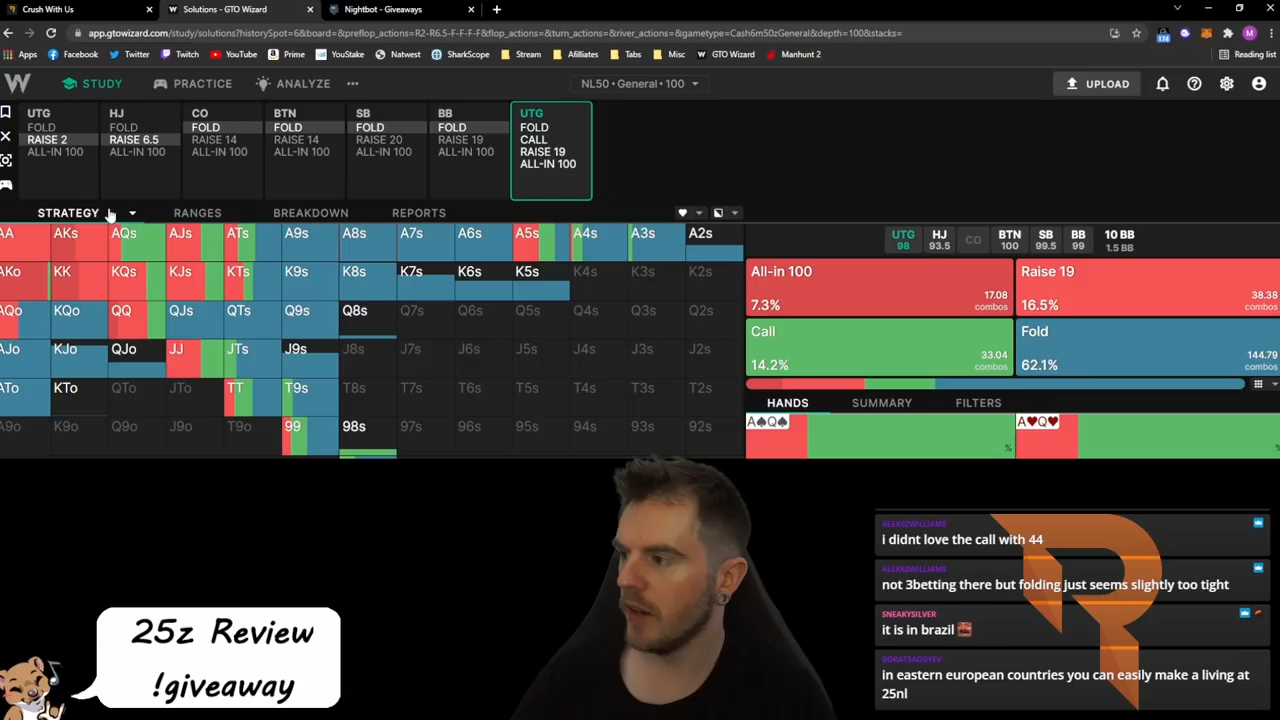 Crush With Us
Solutions - GTO Wizard
Nightbot - Giveaways
app.gtowizard.com/study/solutions?historySpot=6&board=&preflop_actions=R2-R6.5-F-F-F-F&flop_actions=&turn_actions=&river_actions=&gametype=Cash6m50zGeneral&depth=100&stacks=
174
M
Apps
Facebook
Twitter
Twitch
YouTube
Prime
YouStake
Natwest
SharkScope
Stream
Affilliates
Tabs
Misc
GTO Wizard
Manhunt 2
Reading list
W
STUDY
PRACTICE
ANALYZE
NL50 • General • 100
UPLOAD
UTG
FOLD
RAISE 2
ALL-IN 100
HJ
FOLD
RAISE 6.5
ALL-IN 100
CO
FOLD
RAISE 14
ALL-IN 100
BTN
FOLD
RAISE 14
ALL-IN 100
SB
FOLD
RAISE 20
ALL-IN 100
BB
FOLD
RAISE 19
ALL-IN 100
UTG
FOLD
CALL
RAISE 19
ALL-IN 100
STRATEGY
RANGES
BREAKDOWN
REPORTS
AA AKs AQs AJs ATs A9s A8s A7s A6s A5s A4s A3s A2s
AKo KK KQs KJs KTs K9s K8s K7s K6s K5s K4s K3s K2s
AQo KQo QQ QJs QTs Q9s Q8s Q7s Q6s Q5s Q4s Q3s Q2s
AJo KJo QJo JJ JTs J9s J8s J7s J6s J5s J4s J3s J2s
ATo KTo QTo JTo TT T9s T8s T7s T6s T5s T4s T3s T2s
A9o K9o Q9o J9o T9o 99 98s 97s 96s 95s 94s 93s 92s
UTG
98
HJ
93.5
CO
BTN
100
SB
99.5
BB
99
10 BB
1.5 BB
All-in 100
7.3%
17.08
combos
Raise 19
16.5%
38.38
combos
Call
14.2%
33.04
combos
Fold
62.1%
144.79
combos
HANDS
SUMMARY
FILTERS
A♠Q♠
%
A♥Q♥
%
ALEX62WILLIAMS
i didnt love the call with 44
ALEX62WILLIAMS
not 3betting there but folding just seems slightly too tight
SNEAKYSILVER
it is in brazil
BORATSAGDYEV
in eastern european countries you can easily make a living at
25nl
25z Review
!giveaway